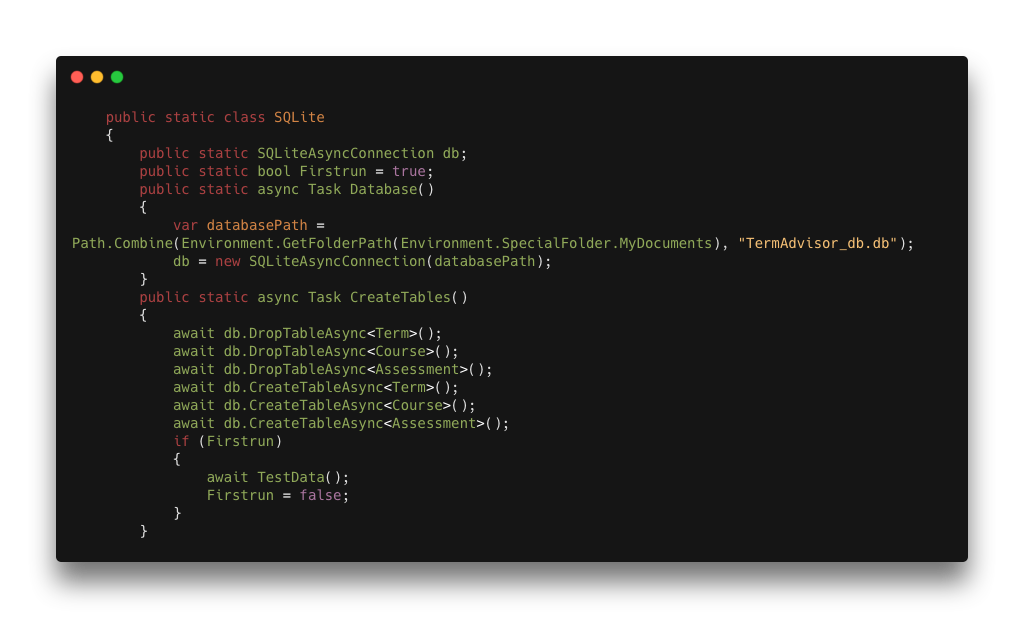 public static class SQLite
{
public static SQLiteAsyncConnection db;
public static bool Firstrun = true;
public static async Task Database()
{
var databasePath =
Path.Combine(Environment.GetFolderPath(Environment.SpecialFolder.MyDocuments), "TermAdvisor_db.db");
db = new SQLiteAsyncConnection(databasePath);
}
public static async Task CreateTables()
{
await db.DropTableAsync<Term>();
await db.DropTableAsync<Course>();
await db.DropTableAsync<Assessment>();
await db.CreateTableAsync<Term>();
await db.CreateTableAsync<Course>();
await db.CreateTableAsync<Assessment>();
if (Firstrun)
{
await TestData();
Firstrun = false;
}
}